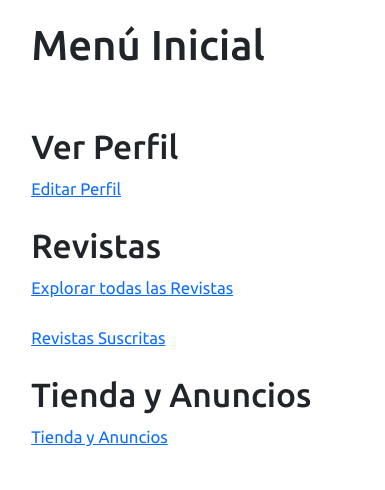 Menú Inicial
Ver Perfil
Editar Perfil
Revistas
Explorar todas las Revistas
Revistas Suscritas
Tienda y Anuncios
Tienda y Anuncios